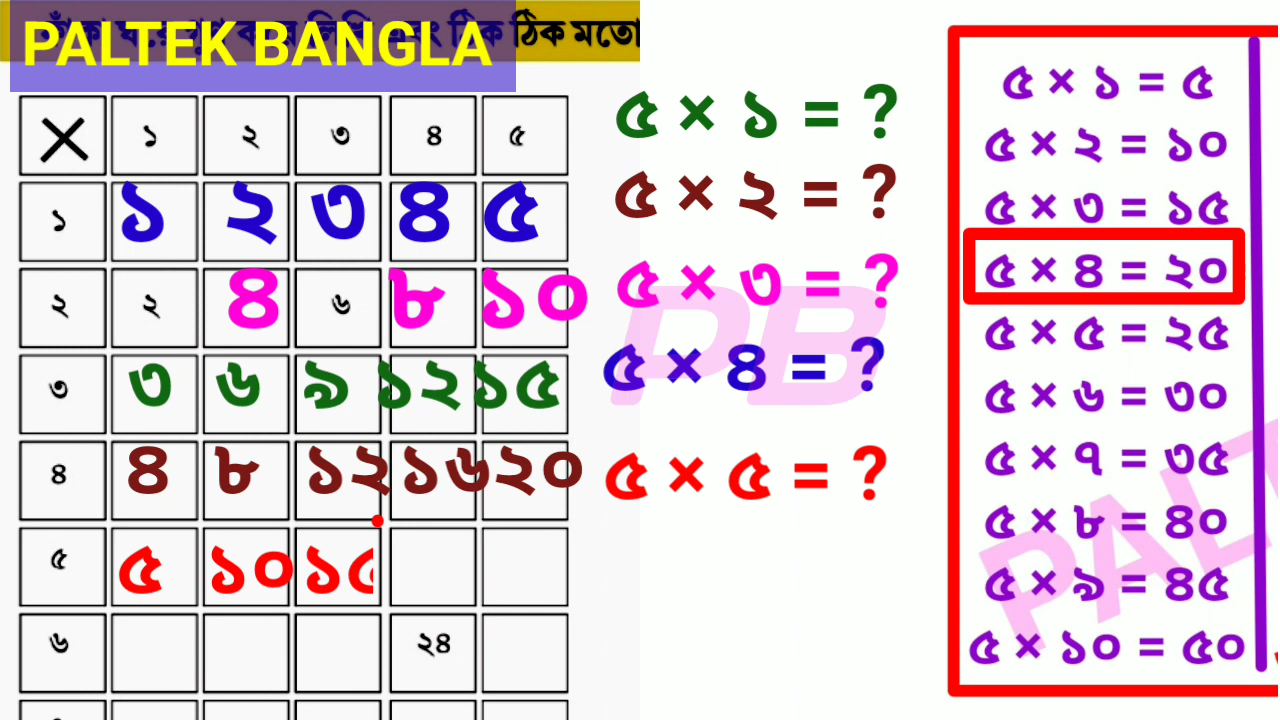 PALTEK BANGLA
ঠিক মতো
× ১ ২ ৩ ৪ ৫
১ ১ ২ ৩ ৪ ৫
২ ২ ৪ ৬ ৮ ১০
৩ ৩ ৬ ৯ ১২ ১৫
৪ ৪ ৮ ১২ ১৬ ২০
৫ ৫ ১০ ১৫
৬ ২৪
৫ × ১ = ?
৫ × ২ = ?
৫ × ৩ = ?
৫ × ৪ = ?
৫ × ৫ = ?
PB
৫ × ১ = ৫
৫ × ২ = ১০
৫ × ৩ = ১৫
৫ × ৪ = ২০
৫ × ৫ = ২৫
৫ × ৬ = ৩০
৫ × ৭ = ৩৫
৫ × ৮ = ৪০
৫ × ৯ = ৪৫
৫ × ১০ = ৫০
PALT